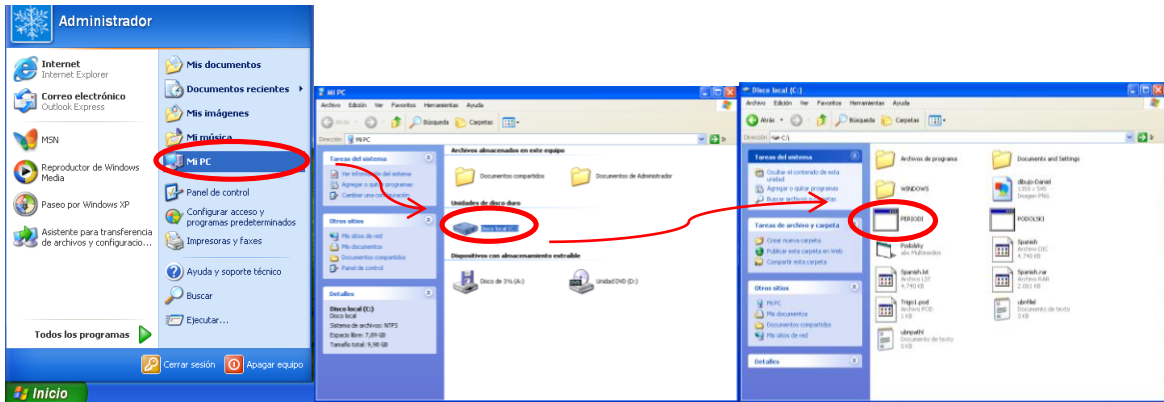 Administrador
Internet
Internet Explorer
Correo electrónico
Outlook Express
MSN
Reproductor de Windows
Media
Paseo por Windows XP
Asistente para transferencia
de archivos y configuracio...
Todos los programas
Mis documentos
Documentos recientes
Mis imágenes
Mi música
Mi PC
Panel de control
Configurar acceso y
programas predeterminados
Impresoras y faxes
Ayuda y soporte técnico
Buscar
Ejecutar...
Cerrar sesión
Apagar equipo
Inicio
Mi PC
Archivo Edición Ver Favoritos Herramientas Ayuda
Atrás Búsqueda Carpetas
Dirección Mi PC
Tareas del sistema
Ver información del sistema
Agregar o quitar programas
Cambiar una configuración
Otros sitios
Mis sitios de red
Mis documentos
Documentos compartidos
Panel de control
Detalles
Disco local (C:)
Disco local
Sistema de archivos: NTFS
Espacio libre: 7,89 GB
Tamaño total: 9,98 GB
Archivos almacenados en este equipo
Documentos compartidos
Documentos de Administrador
Unidades de disco duro
Disco local (C:)
Dispositivos con almacenamiento extraíble
Disco de 3½ (A:)
Unidad DVD (D:)
Disco local (C:)
Archivo Edición Ver Favoritos Herramientas Ayuda
Atrás Búsqueda Carpetas
Dirección C:\
Tareas del sistema
Ocultar el contenido de esta
unidad
Agregar o quitar programas
Buscar archivos o carpetas
Tareas de archivo y carpeta
Crear nueva carpeta
Publicar esta carpeta en Web
Compartir esta carpeta
Otros sitios
Mi PC
Mis documentos
Documentos compartidos
Mis sitios de red
Detalles
Archivos de programa
Documents and Settings
WINDOWS
dibujo Daniel
Imagen PNG
PERIODI
PODOLSKI
Podolsky
Spanish
Archivo DIC
4.740 KB
Spanish.lst
Archivo LST
4.740 KB
Spanish.rar
Archivo RAR
2.061 KB
Trigo1.pod
Archivo POD
1 KB
Documento de texto
Documento de texto